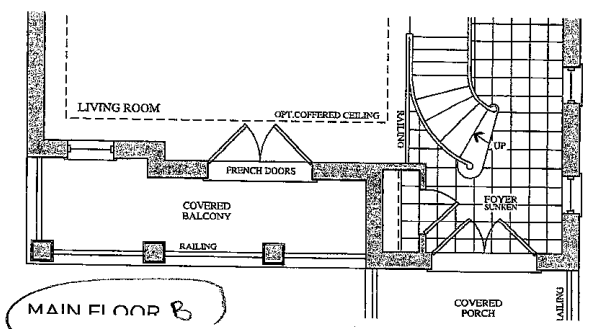 LIVING ROOM
OPT.COFFERED CEILING
RAILING
UP
FRENCH DOORS
FOYER
SUNKEN
COVERED
BALCONY
RAILING
MAIN FLOOR B
COVERED
PORCH
RAILING